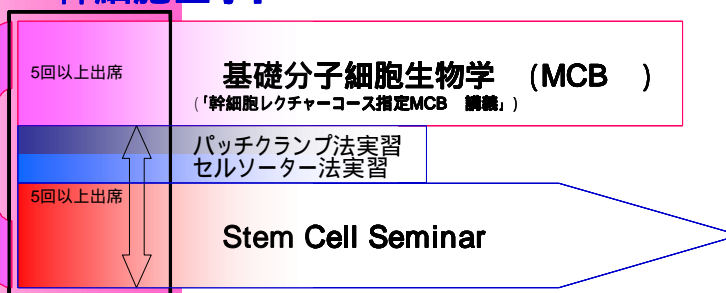 5回以上出席
基礎分子細胞生物学 (MCB )
(「幹細胞レクチャーコース指定MCB 講義」)
パッチクランプ法実習
セルソーター法実習
5回以上出席
Stem Cell Seminar